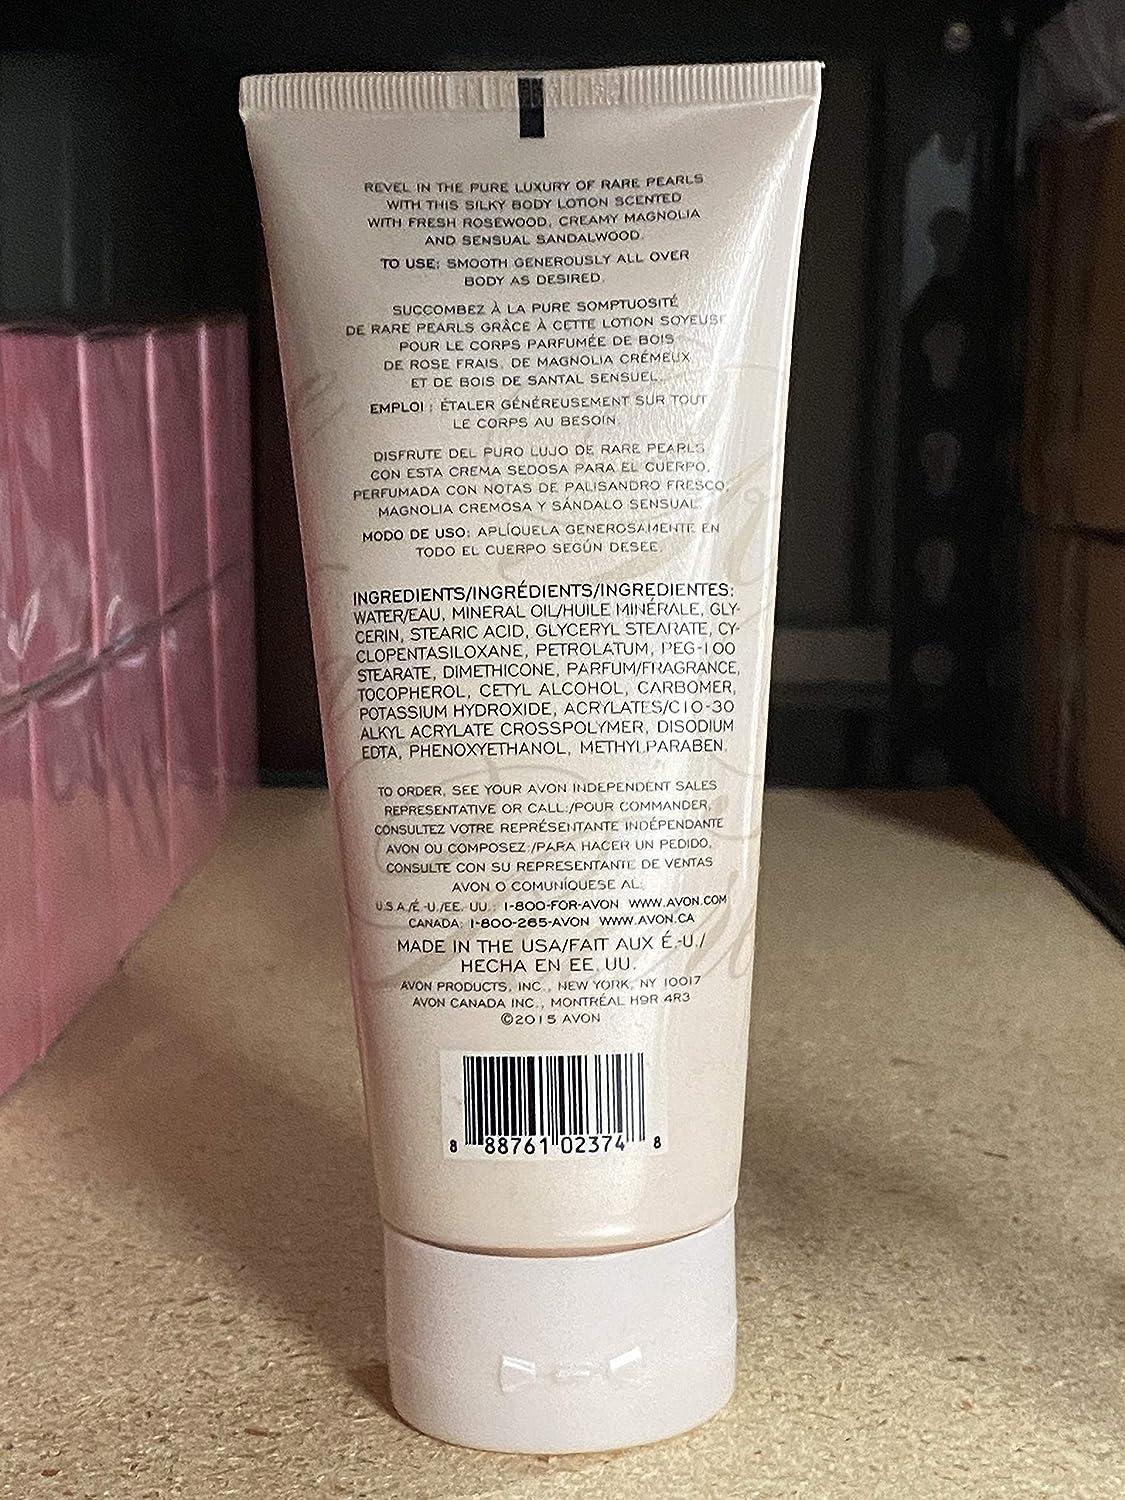 REVEL IN THE PURE LUXURY OF RARE PEARLS
WITH THIS SILKY BODY LOTION SCENTED
WITH FRESH ROSEWOOD, CREAMY MAGNOLIA
AND SENSUAL SANDALWOOD.
TO USE: SMOOTH GENEROUSLY ALL OVER
BODY AS DESIRED.
SUCCOMBEZ À LA PURE SOMPTUOSITÉ
DE RARE PEARLS GRÂCE À CETTE LOTION SOYEUSE
POUR LE CORPS PARFUMÉE DE BOIS
DE ROSE FRAIS, DE MAGNOLIA CRÉMEUX
ET DE BOIS DE SANTAL SENSUEL.
EMPLOI : ÉTALER GÉNÉREUSEMENT SUR TOUT
LE CORPS AU BESOIN.
DISFRUTE DEL PURO LUJO DE RARE PEARLS
CON ESTA CREMA SEDOSA PARA EL CUERPO,
PERFUMADA CON NOTAS DE PALISANDRO FRESCO,
MAGNOLIA CREMOSA Y SÁNDALO SENSUAL.
MODO DE USO: APLÍQUELA GENEROSAMENTE EN
TODO EL CUERPO SEGÚN DESEE.
INGREDIENTS/INGRÉDIENTS/INGREDIENTES:
WATER/EAU, MINERAL OIL/HUILE MINÉRALE, GLY-
CERIN, STEARIC ACID, GLYCERYL STEARATE, CY-
CLOPENTASILOXANE, PETROLATUM, PEG-100
STEARATE, DIMETHICONE, PARFUM/FRAGRANCE,
TOCOPHEROL, CETYL ALCOHOL, CARBOMER,
POTASSIUM HYDROXIDE, ACRYLATES/C10-30
ALKYL ACRYLATE CROSSPOLYMER, DISODIUM
EDTA, PHENOXYETHANOL, METHYLPARABEN.
TO ORDER, SEE YOUR AVON INDEPENDENT SALES
REPRESENTATIVE OR CALL:/POUR COMMANDER,
CONSULTEZ VOTRE REPRÉSENTANTE INDÉPENDANTE
AVON OU COMPOSEZ:/PARA HACER UN PEDIDO,
CONSULTE CON SU REPRESENTANTE DE VENTAS
AVON O COMUNÍQUESE AL:
U.S.A./É.-U./EE. UU.: 1-800-FOR-AVON WWW.AVON.COM
CANADA: 1-800-265-AVON WWW.AVON.CA
MADE IN THE USA/FAIT AUX É.-U./
HECHA EN EE. UU.
AVON PRODUCTS, INC., NEW YORK, NY 10017
AVON CANADA INC., MONTRÉAL H9R 4R3
©2015 AVON
8 88761 02374 8